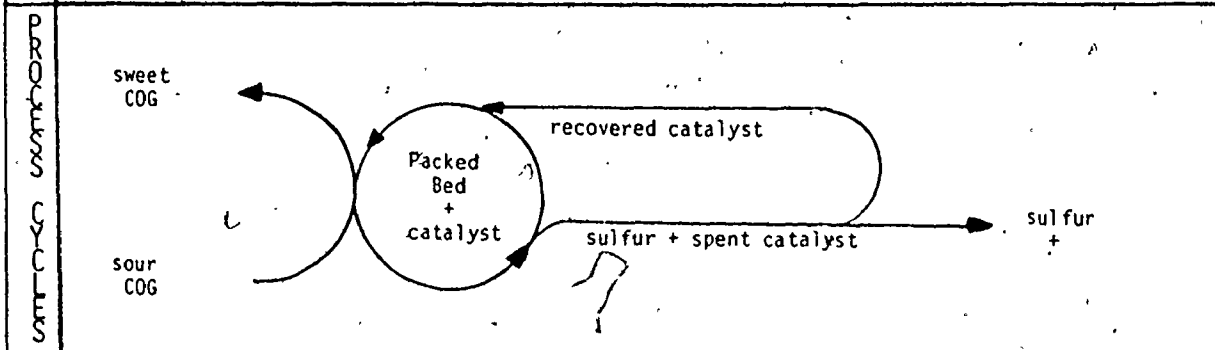 PROCESS CYCLES
sweet
COG
recovered catalyst
Packed
Bed
+
catalyst
sulfur + spent catalyst
sulfur
+
sour
COG